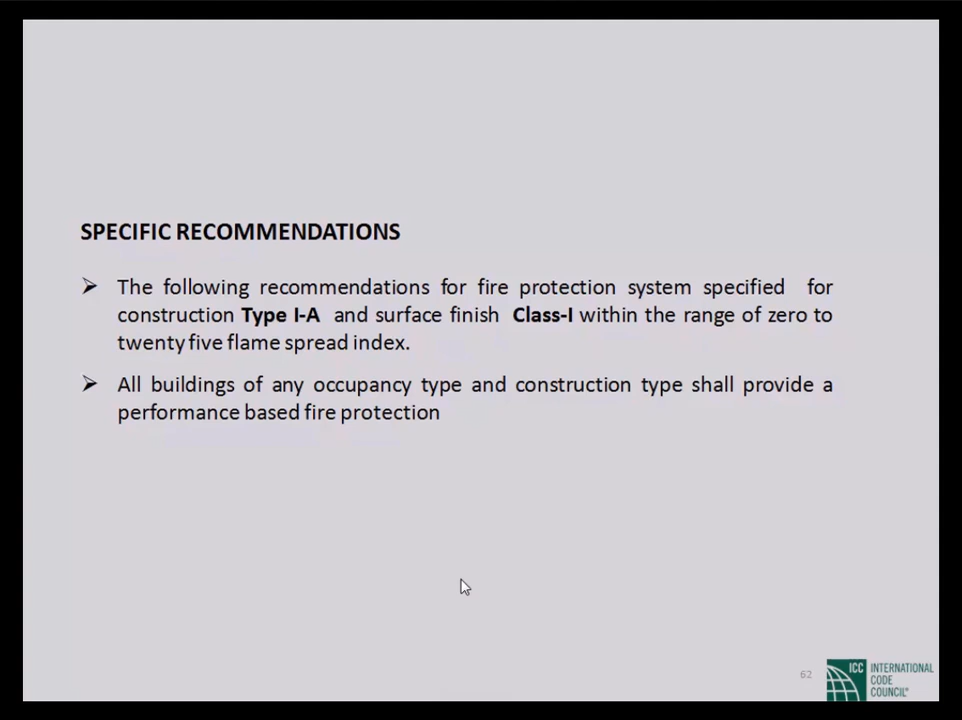 SPECIFIC RECOMMENDATIONS
➤ The following recommendations for fire protection system specified for
construction Type I-A and surface finish Class-I within the range of zero to
twenty five flame spread index.
➤ All buildings of any occupancy type and construction type shall provide a
performance based fire protection
62
ICC
INTERNATIONAL
CODE
COUNCIL®